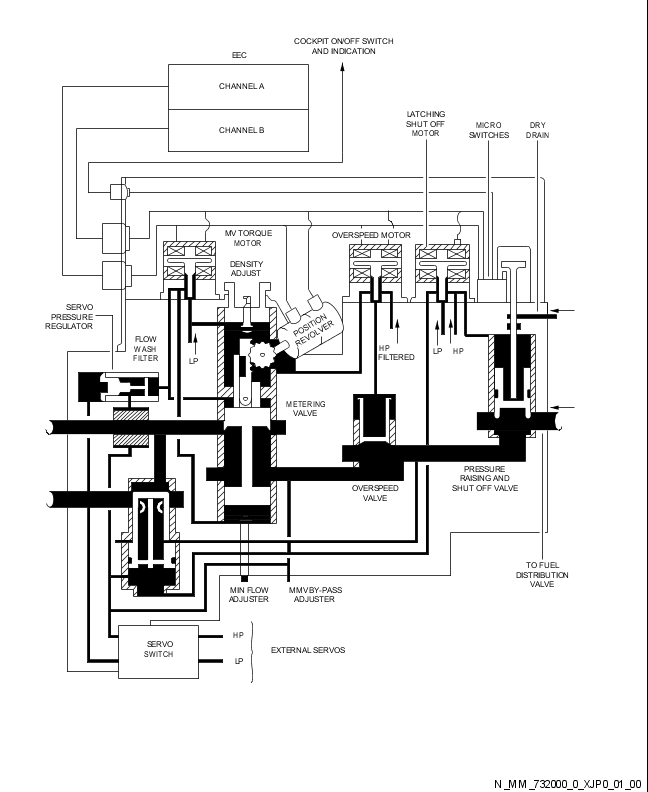 COCKPIT ON/OFF SWITCH
AND INDICATION
EEC
CHANNEL A
CHANNEL B
LATCHING
SHUT OFF
MOTOR
MICRO
SWITCHES
DRY
DRAIN
MV TORQUE
MOTOR
OVERSPEED MOTOR
DENSITY
ADJUST
SERVO
PRESSURE
REGULATOR
FLOW
WASH
FILTER
LP
POSITION
REVOLVER
HP
FILTERED
LP
HP
METERING
VALVE
PRESSURE
RAISING AND
SHUT OFF VALVE
OVERSPEED
VALVE
TO FUEL
DISTRIBUTION
VALVE
MIN FLOW
ADJUSTER
MMV BY-PASS
ADJUSTER
SERVO
SWITCH
HP
LP
EXTERNAL SERVOS
N_MM_732000_0_XJP0_01_00